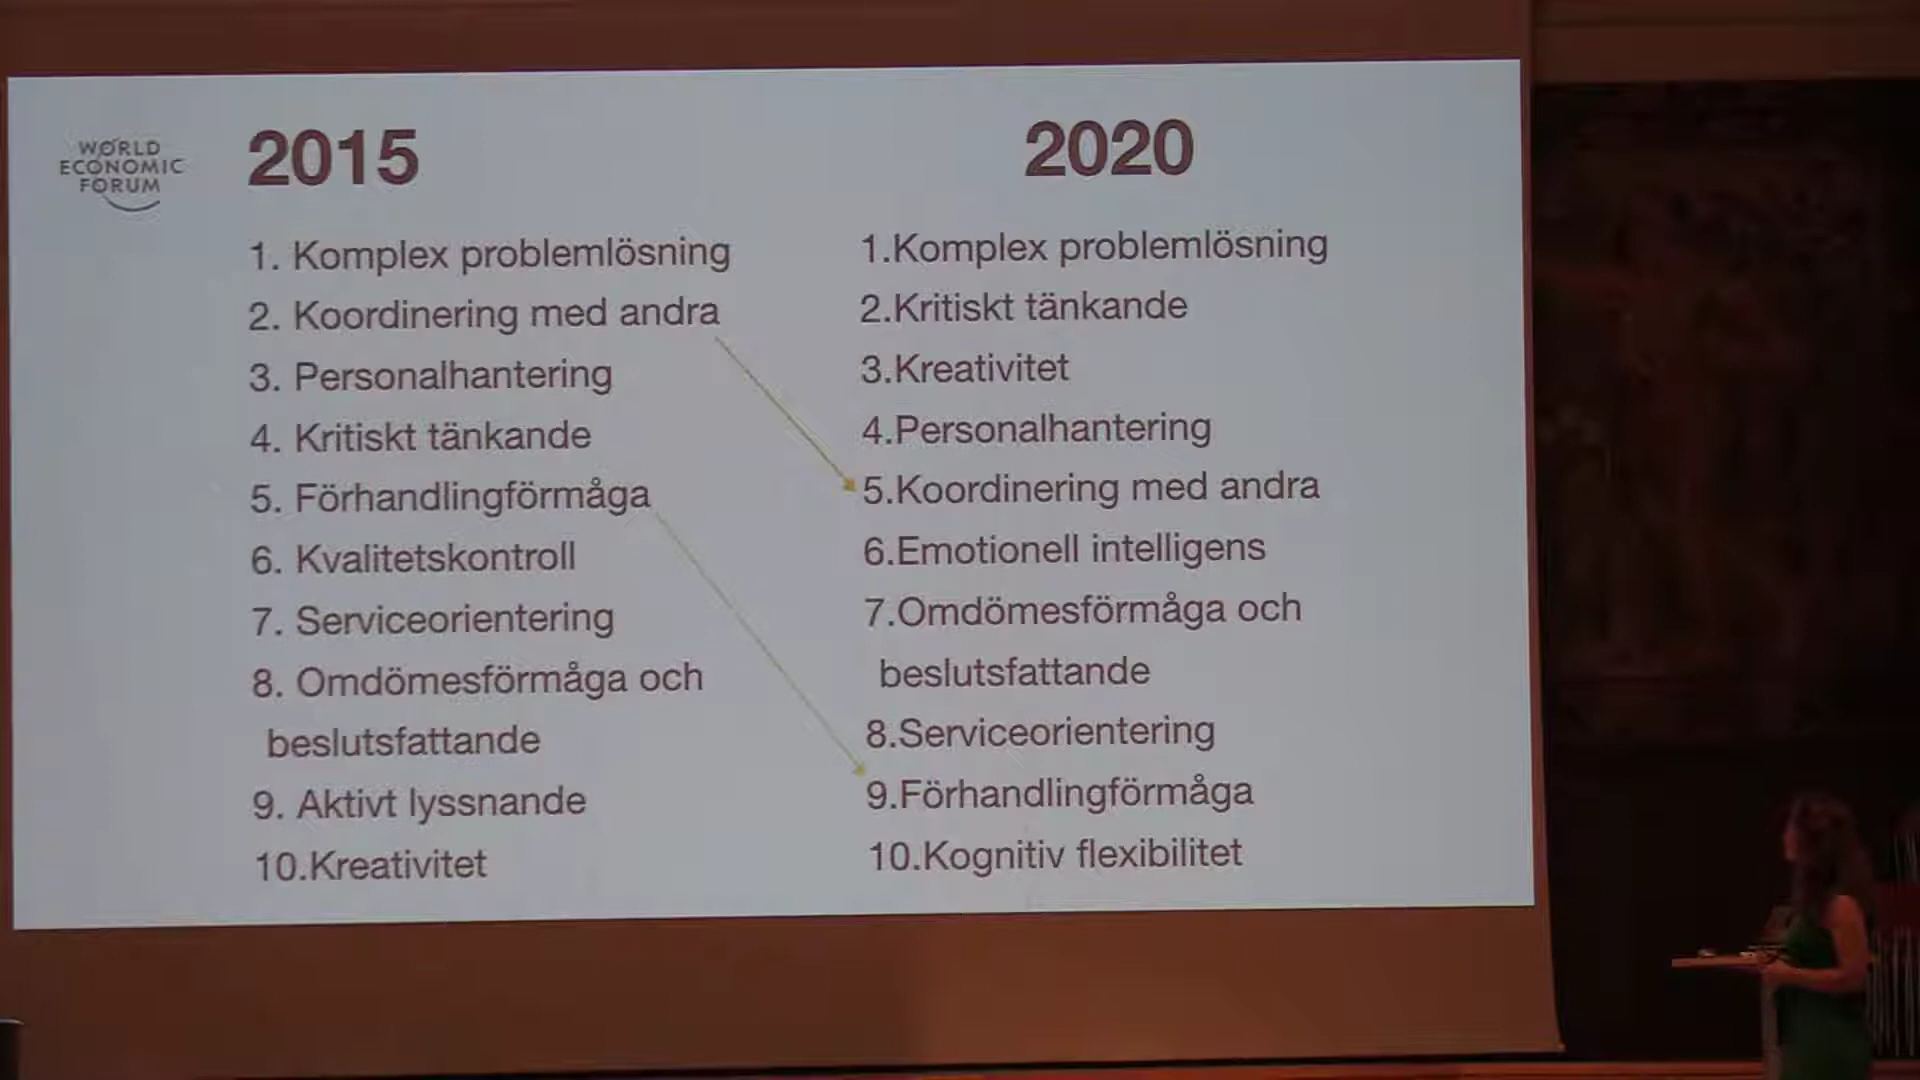 WORLD
ECONOMIC
FORUM
2015
1. Komplex problemlösning
2. Koordinering med andra
3. Personalhantering
4. Kritiskt tänkande
5. Förhandlingförmåga
6. Kvalitetskontroll
7. Serviceorientering
8. Omdömesförmåga och
beslutsfattande
9. Aktivt lyssnande
10.Kreativitet
2020
1.Komplex problemlösning
2.Kritiskt tänkande
3.Kreativitet
4.Personalhantering
5.Koordinering med andra
6.Emotionell intelligens
7.Omdömesförmåga och
beslutsfattande
8.Serviceorientering
9.Förhandlingförmåga
10.Kognitiv flexibilitet